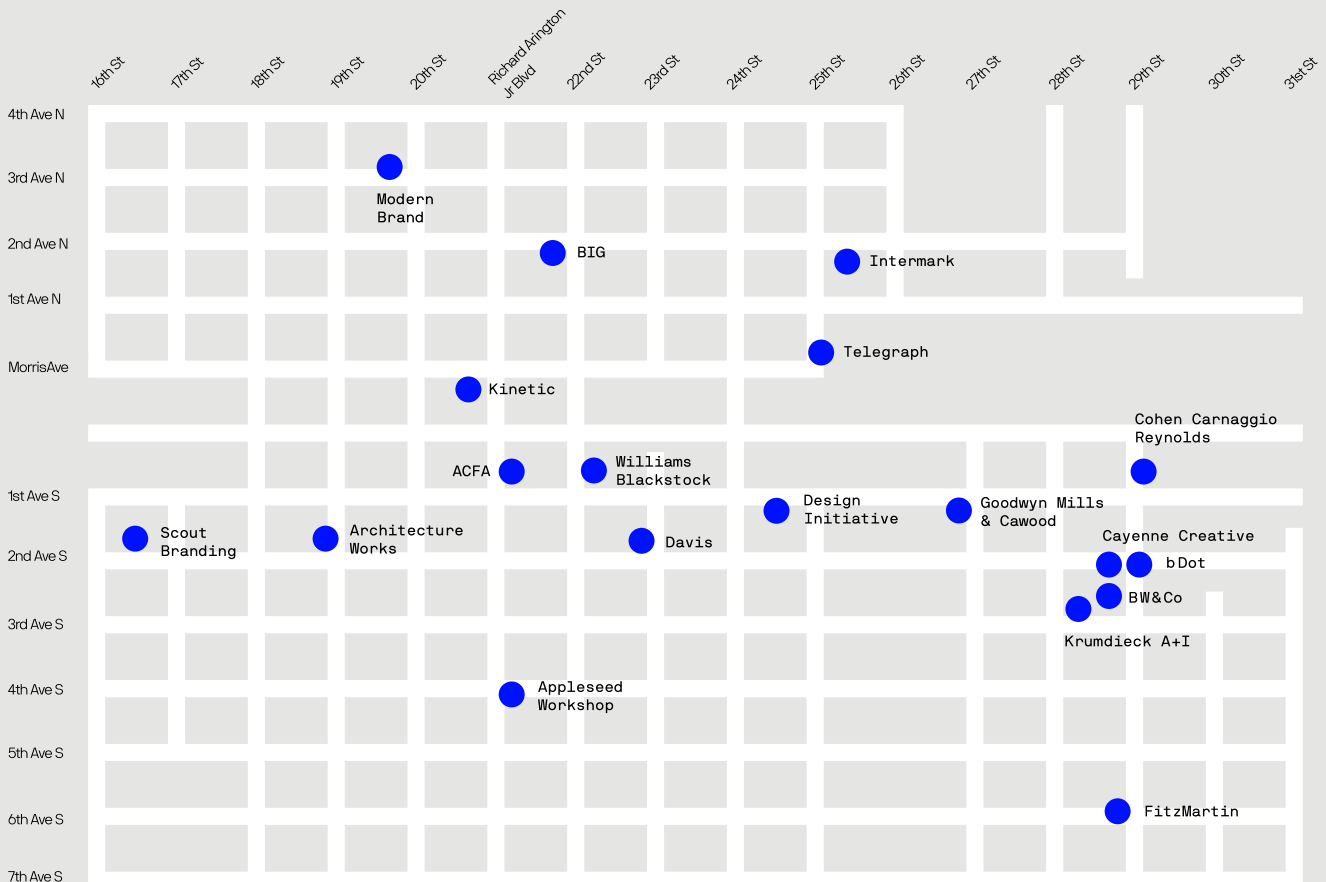 16th St
17th St
18th St
19th St
20th St
Richard Arington
Jr Blvd
22nd St
23rd St
24th St
25th St
26th St
27th St
28th St
29th St
30th St
31st St
4th Ave N
3rd Ave N
Modern
Brand
2nd Ave N
BIG
Intermark
1st Ave N
Telegraph
MorrisAve
Kinetic
Cohen Carnaggio
Reynolds
ACFA
Williams
Blackstock
1st Ave S
Design
Initiative
Goodwyn Mills
& Cawood
Scout
Branding
Architecture
Works
Davis
Cayenne Creative
2nd Ave S
bDot
BW&Co
3rd Ave S
Krumdieck A+I
4th Ave S
Appleseed
Workshop
5th Ave S
6th Ave S
FitzMartin
7th Ave S